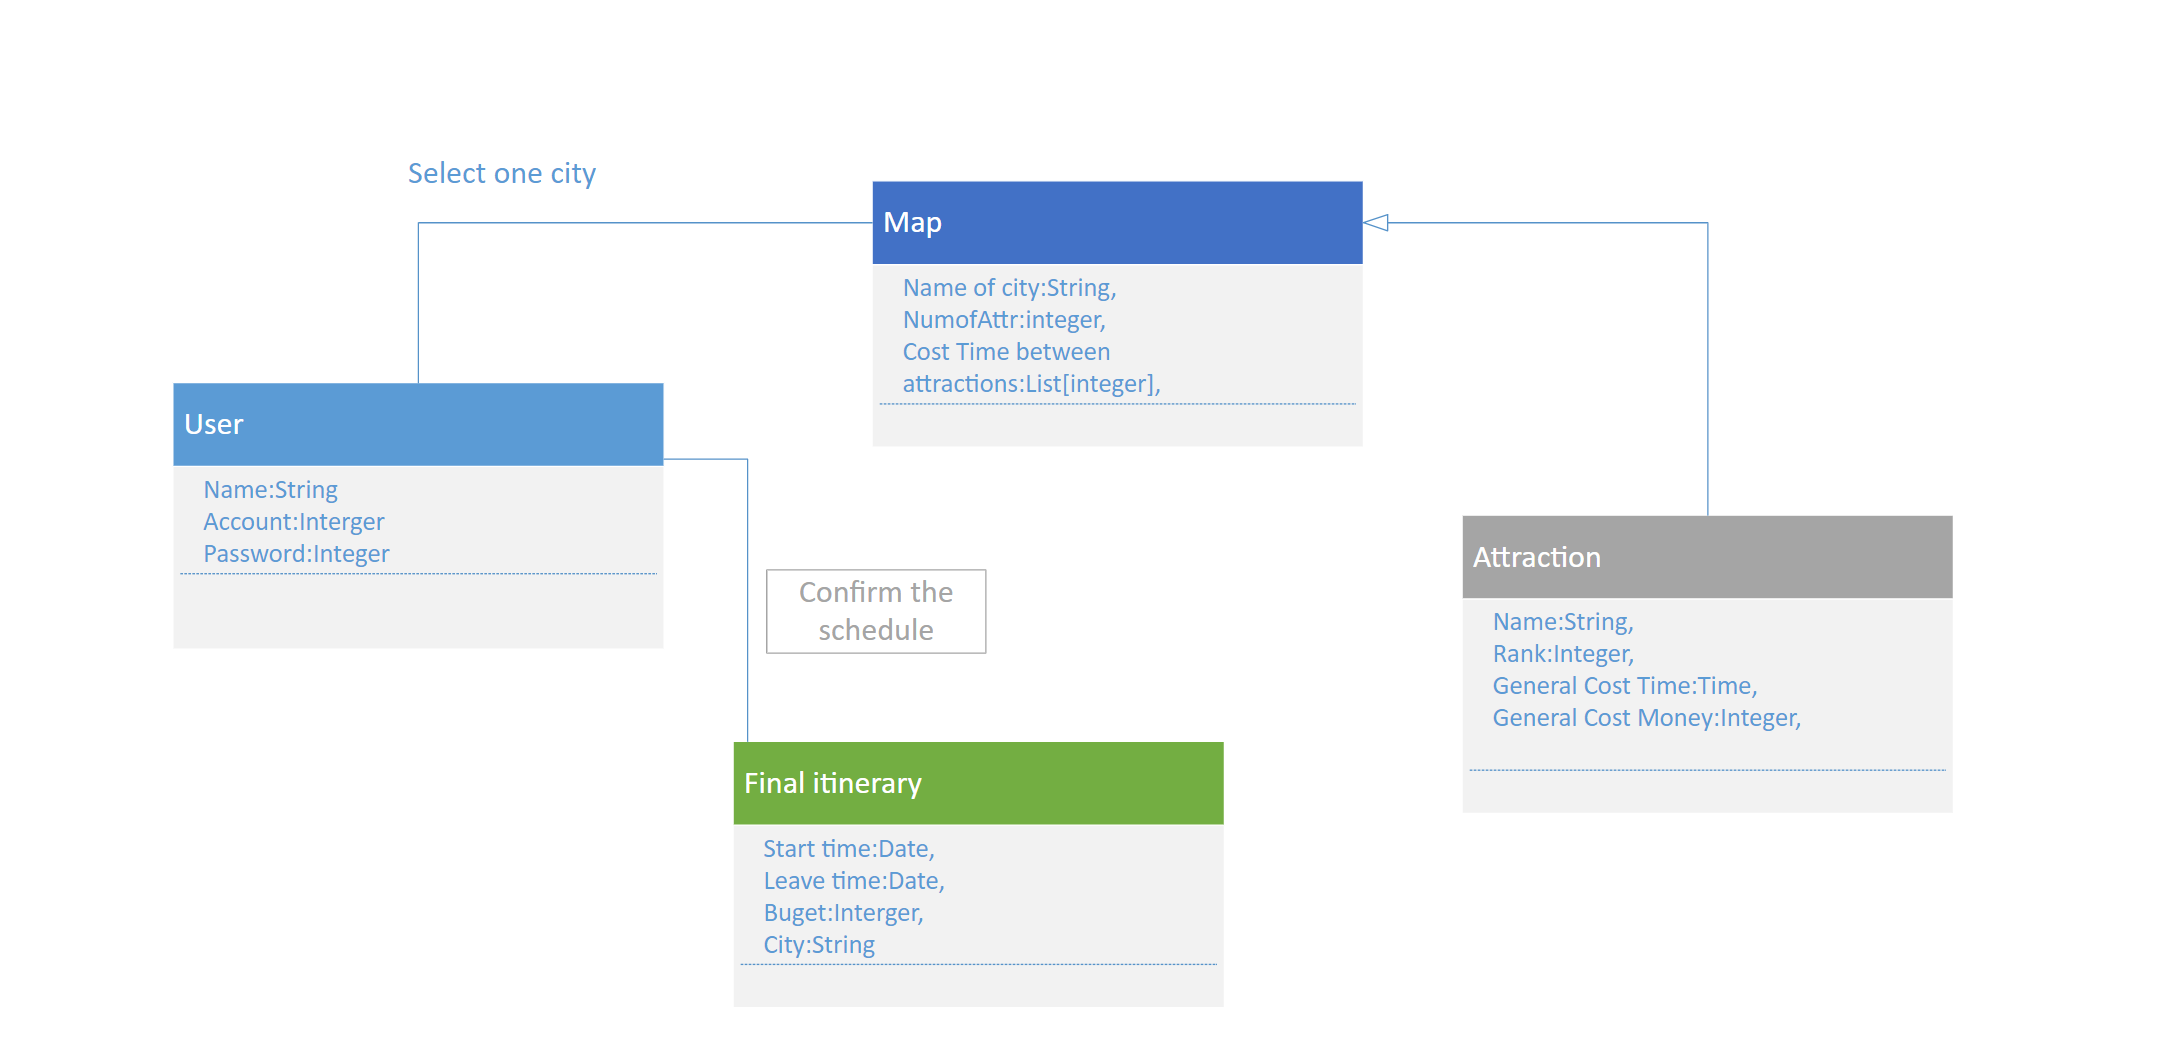 Select one city
Map
Name of city:String,
NumofAttr:integer,
Cost Time between
attractions:List[integer],
User
Name:String
Account:Interger
Password:Integer
Confirm the
schedule
Attraction
Name:String,
Rank:Integer,
General Cost Time:Time,
General Cost Money:Integer,
Final itinerary
Start time:Date,
Leave time:Date,
Buget:Interger,
City:String